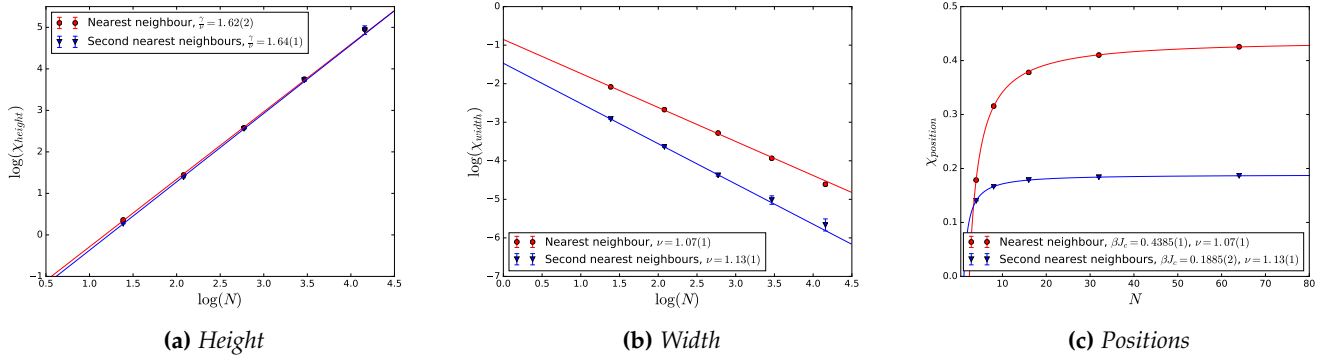 Nearest neighbour, γ/ν = 1.62(2)
Second nearest neighbours, γ/ν = 1.64(1)
5
4
3
2
1
0
−1
log(χ_height)
0.5 1.0 1.5 2.0 2.5 3.0 3.5 4.0 4.5
log(N)
(a) Height
0
−1
−2
−3
−4
−5
−6
−7
log(χ_width)
Nearest neighbour, ν = 1.07(1)
Second nearest neighbours, ν = 1.13(1)
0.0 0.5 1.0 1.5 2.0 2.5 3.0 3.5 4.0 4.5
log(N)
(b) Width
0.5
0.4
0.3
0.2
0.1
0.0
χ_position
Nearest neighbour, βJ_c = 0.4385(1), ν = 1.07(1)
Second nearest neighbours, βJ_c = 0.1885(2), ν = 1.13(1)
10 20 30 40 50 60 70 80
N
(c) Positions